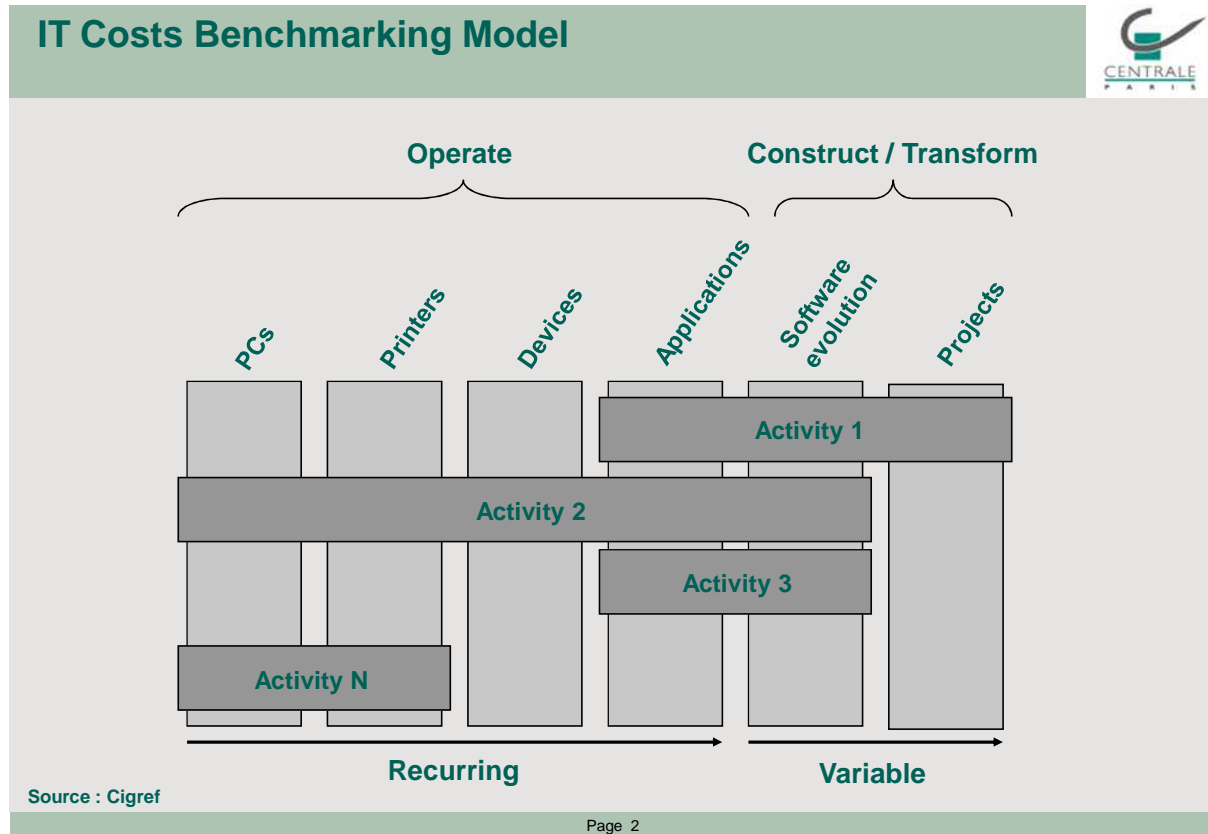 IT Costs Benchmarking Model
CENTRALE
PARIS
Operate
Construct / Transform
PCs
Printers
Devices
Applications
Software
evolution
Projects
Activity 1
Activity 2
Activity 3
Activity N
Recurring
Variable
Source : Cigref
Page 2